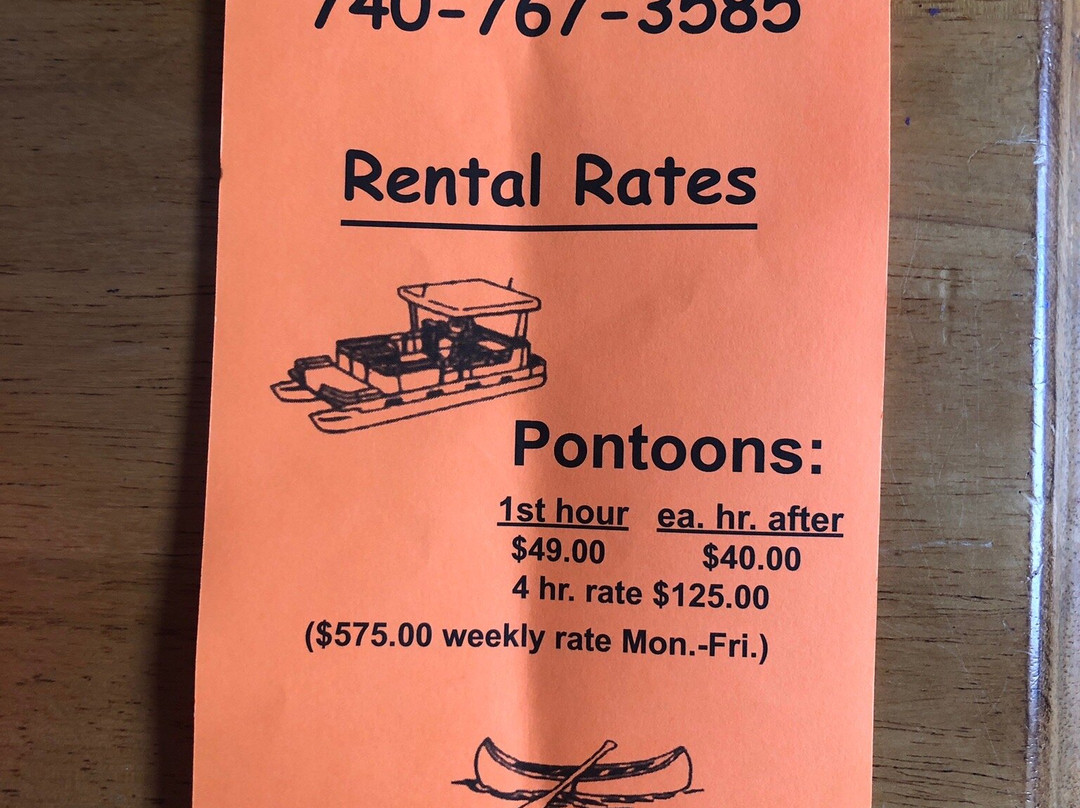 740-767-3585
Rental Rates
Pontoons:
1st hour ea. hr. after
$49.00 $40.00
4 hr. rate $125.00
($575.00 weekly rate Mon.-Fri.)